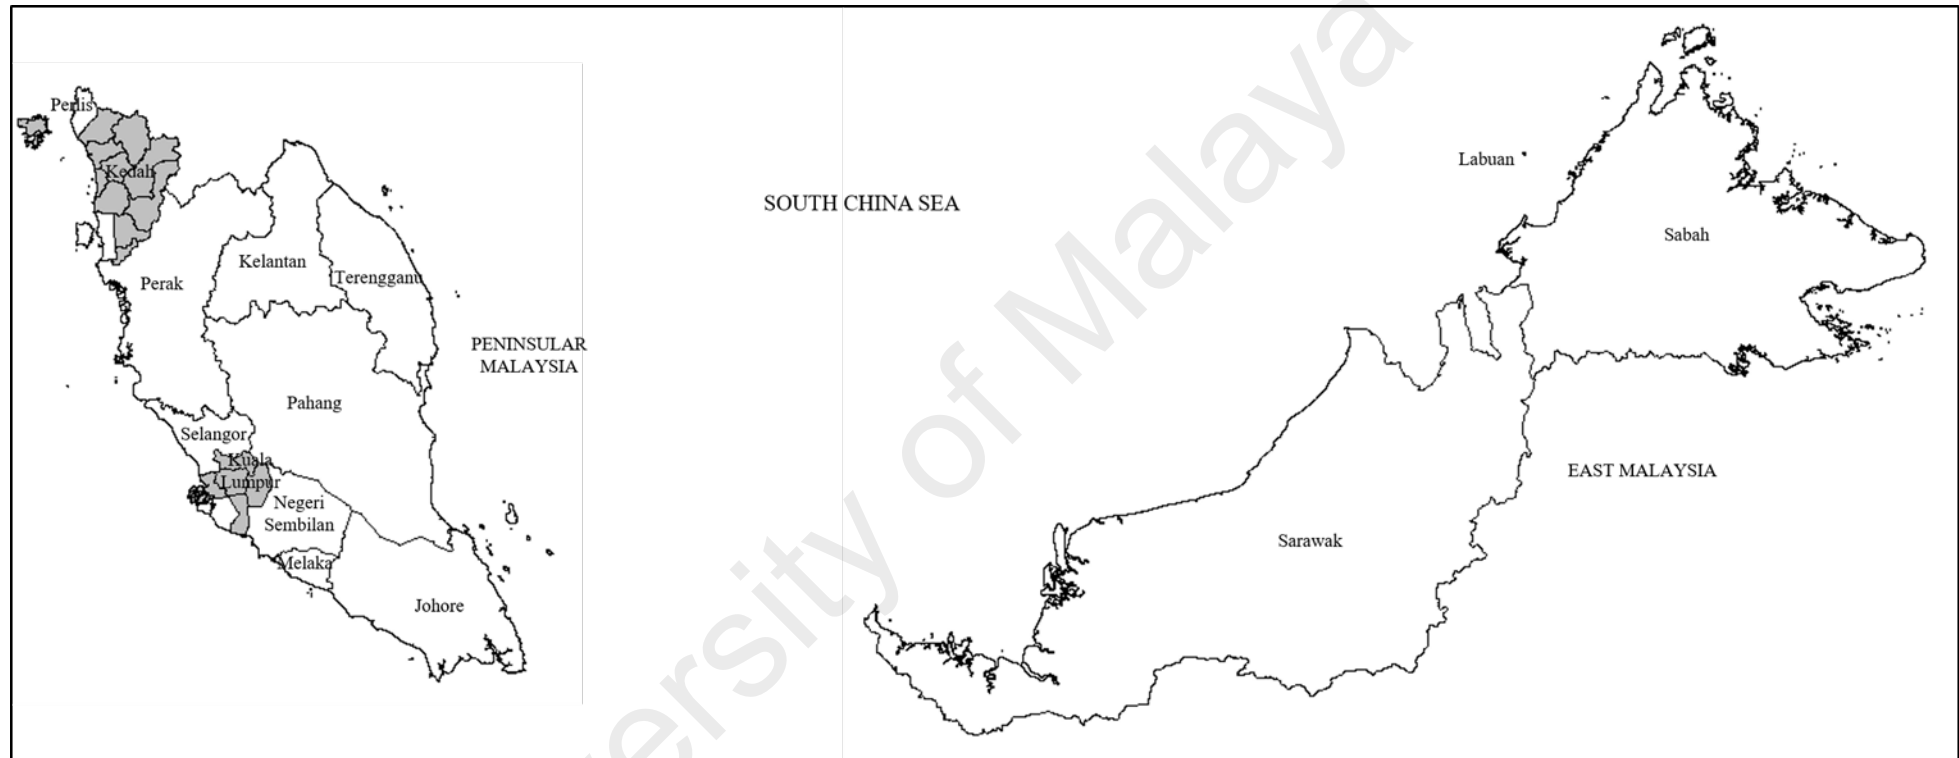 Perlis
Kedah
Perak
Kelantan
Terengganu
PENINSULAR
MALAYSIA
Pahang
Selangor
Kuala
Lumpur
Negeri
Sembilan
Melaka
Johore
SOUTH CHINA SEA
Labuan
Sabah
EAST MALAYSIA
Sarawak
ersity of Malaya